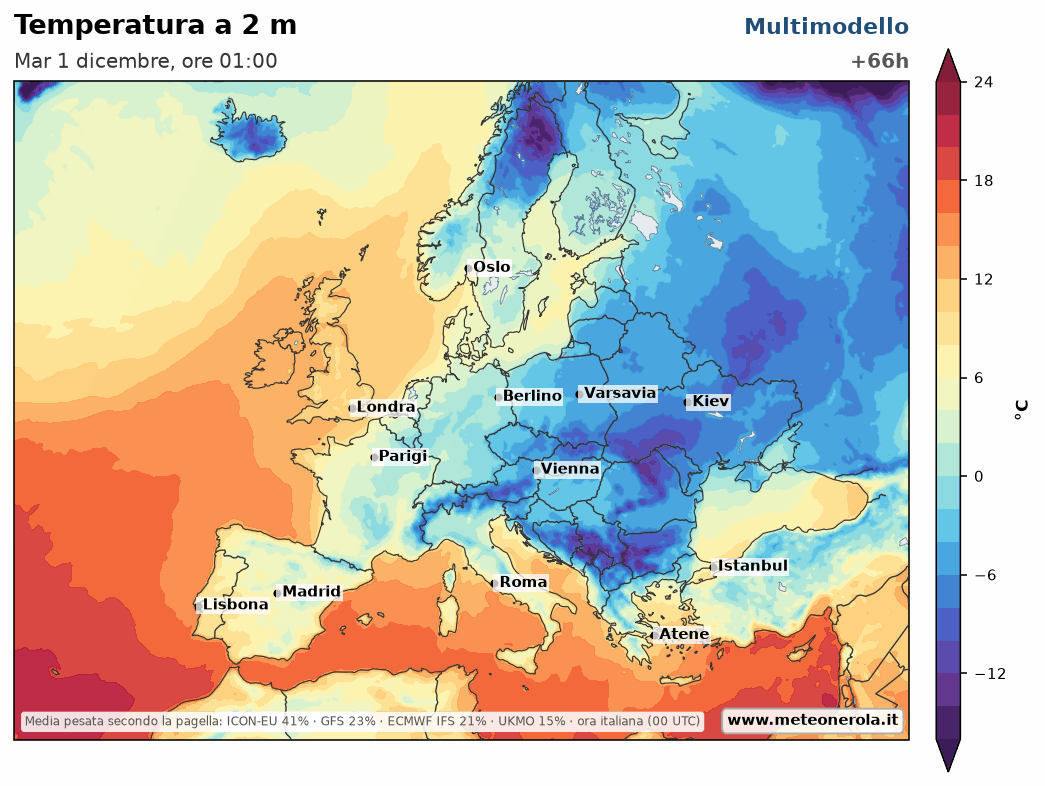 Temperatura a 2 m
Multimodello
Mar 1 dicembre, ore 01:00
+66h
24
18
12
6
0
−6
−12
°C
Oslo
Londra
Berlino
Varsavia
Kiev
Parigi
Vienna
Istanbul
Roma
Madrid
Lisbona
Atene
Media pesata secondo la pagella: ICON-EU 41% · GFS 23% · ECMWF IFS 21% · UKMO 15% · ora italiana (00 UTC)
www.meteonerola.it